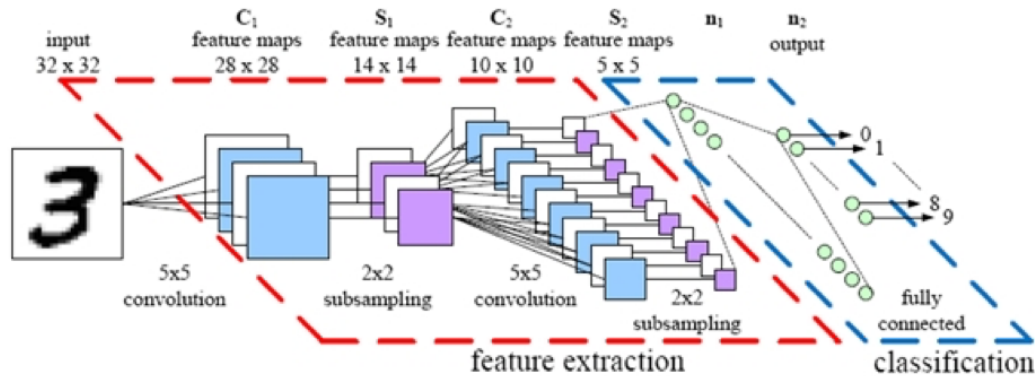 input
32 x 32
C1
feature maps
28 x 28
S1
feature maps
14 x 14
C2
feature maps
10 x 10
S2
feature maps
5 x 5
n1
n2
output
3
0
1
8
9
5x5
convolution
2x2
subsampling
5x5
convolution
2x2
subsampling
fully
connected
feature extraction
classification